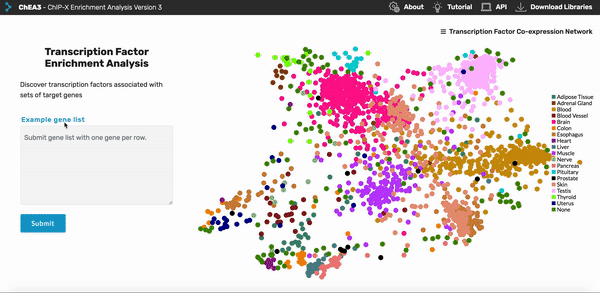 ChEA3 - ChIP-X Enrichment Analysis Version 3
About
Tutorial
API
Download Libraries
Transcription Factor Co-expression Network
Transcription Factor
Enrichment Analysis
Discover transcription factors associated with
sets of target genes
Example gene list
Submit gene list with one gene per row.
Submit
Adipose Tissue
Adrenal Gland
Blood
Blood Vessel
Brain
Colon
Esophagus
Heart
Liver
Muscle
Nerve
Pancreas
Pituitary
Prostate
Skin
Testis
Thyroid
Uterus
None